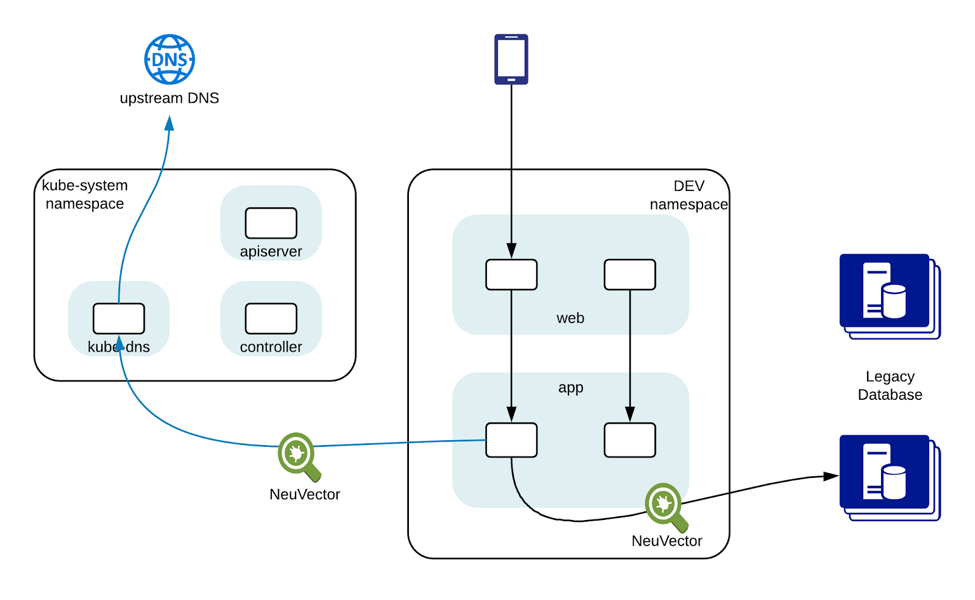 DNS
upstream DNS
kube-system
namespace
apiserver
kube-dns
controller
DEV
namespace
web
app
NeuVector
NeuVector
Legacy
Database